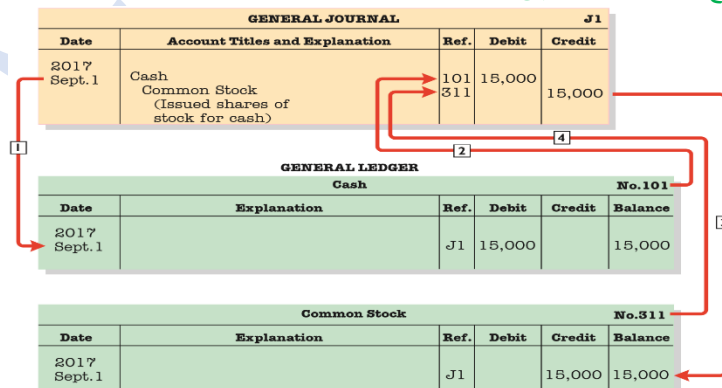 GENERAL JOURNAL J1
Date Account Titles and Explanation Ref. Debit Credit
2017
Sept. 1 Cash 101 15,000
Common Stock 311 15,000
(Issued shares of
stock for cash)
1
2
4
GENERAL LEDGER
Cash No.101
Date Explanation Ref. Debit Credit Balance
2017
Sept. 1 J1 15,000 15,000
Common Stock No.311
Date Explanation Ref. Debit Credit Balance
2017
Sept. 1 J1 15,000 15,000